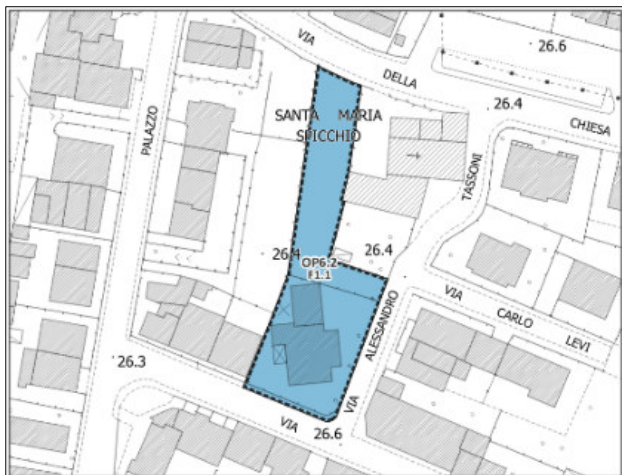 VIA
DELLA
CHIESA
26.6
26.4
SANTA MARIA
SPICCHIO
PALAZZO
TASSONI
26.4
26.4
OP6.2
F1.1
ALESSANDRO
VIA
VIA
CARLO
LEVI
26.3
VIA
26.6